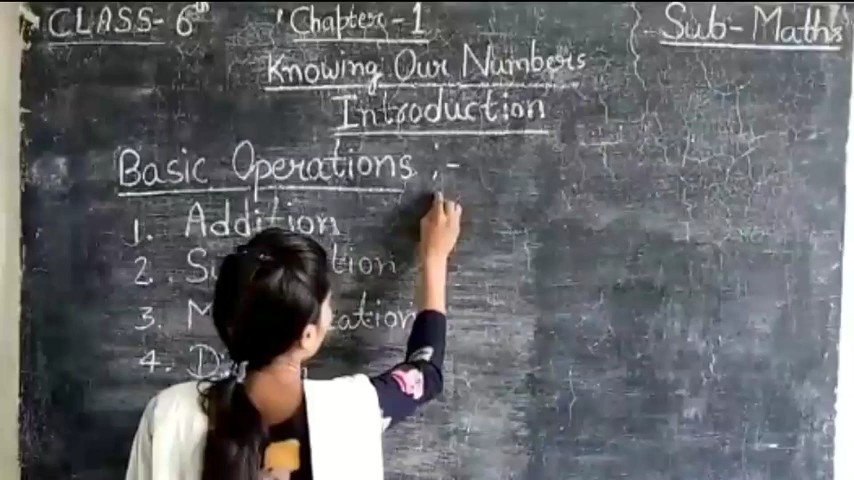 CLASS- 6th Chapter-1 Sub-Maths
Knowing Our Numbers
Introduction
Basic Operations :-
1. Addition
2.
3.
4.